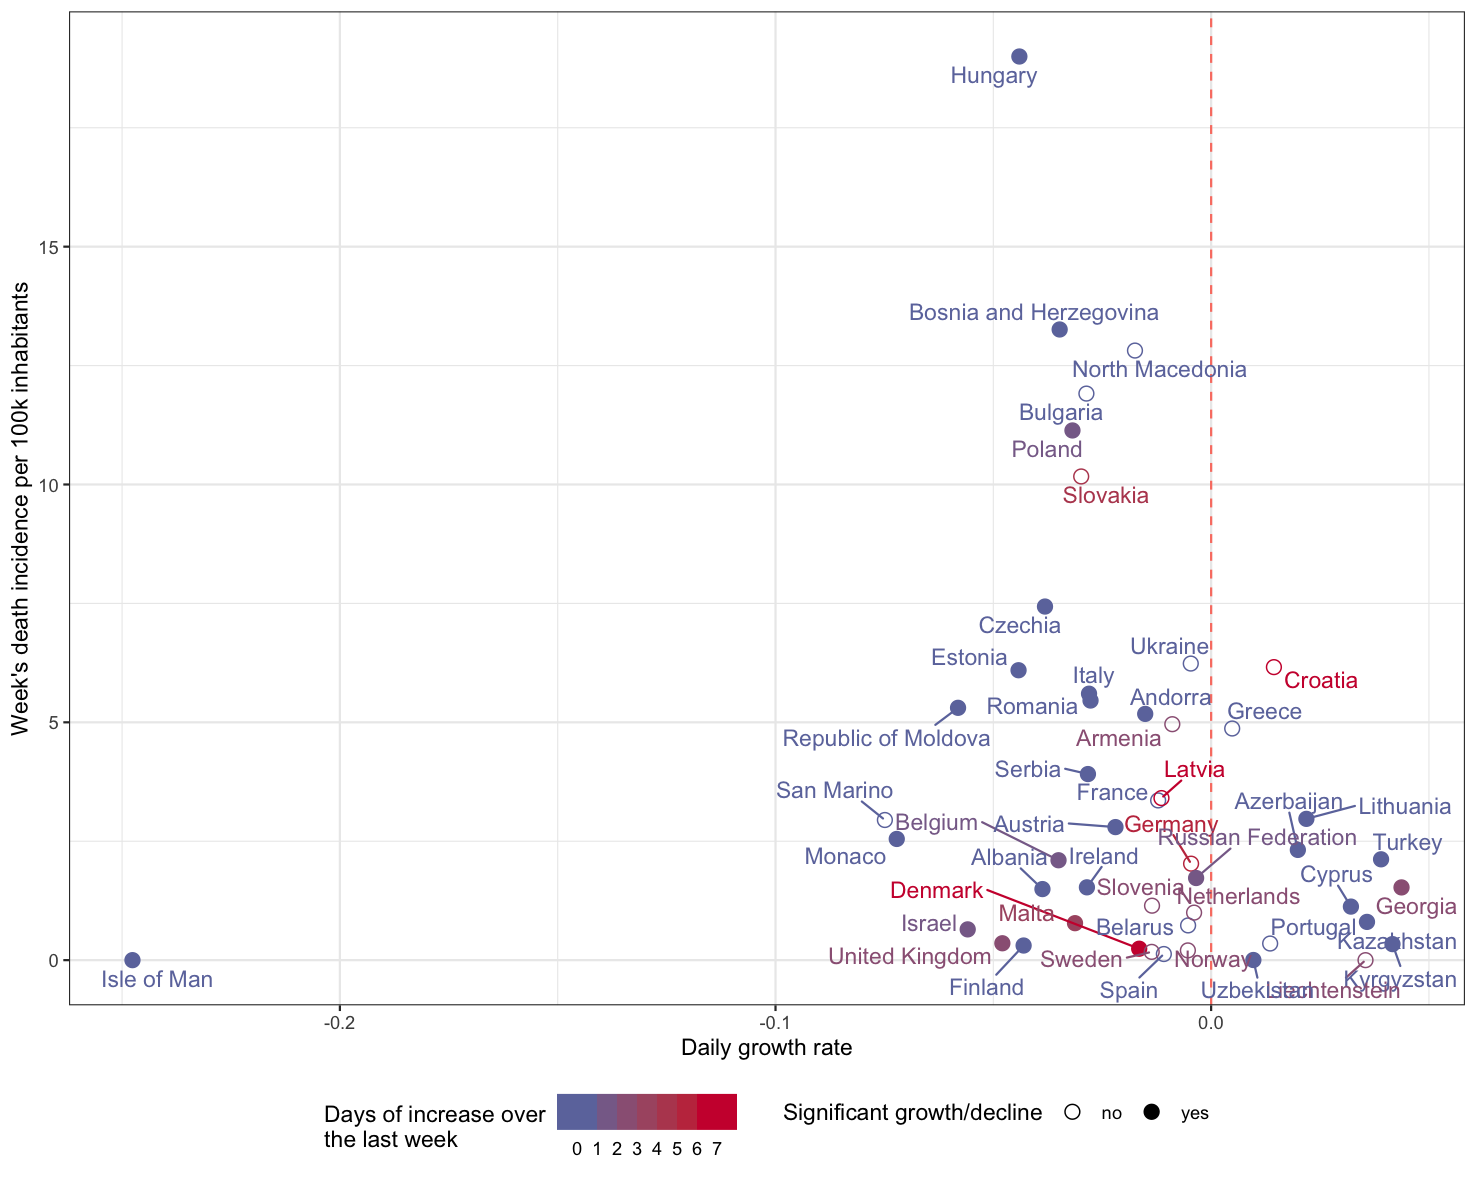 Hungary
15
Bosnia and Herzegovina
North Macedonia
Bulgaria
Poland
10
Slovakia
Week's death incidence per 100k inhabitants
Czechia
Ukraine
Estonia
Italy
Croatia
Andorra
Romania
Greece
5
Republic of Moldova
Armenia
Serbia
Latvia
San Marino
France
Azerbaijan
Lithuania
Belgium
Austria
Germany
Russian Federation
Turkey
Monaco
Albania
Ireland
Cyprus
Denmark
Slovenia
Netherlands
Georgia
Malta
Israel
Belarus
Portugal
Kazakhstan
United Kingdom
Sweden
Norway
0
Isle of Man
Finland
Spain
Uzbekistan
Liechtenstein
Kyrgyzstan
-0.2
-0.1
0.0
Daily growth rate
Days of increase over
the last week
0 1 2 3 4 5 6 7
Significant growth/decline
no
yes